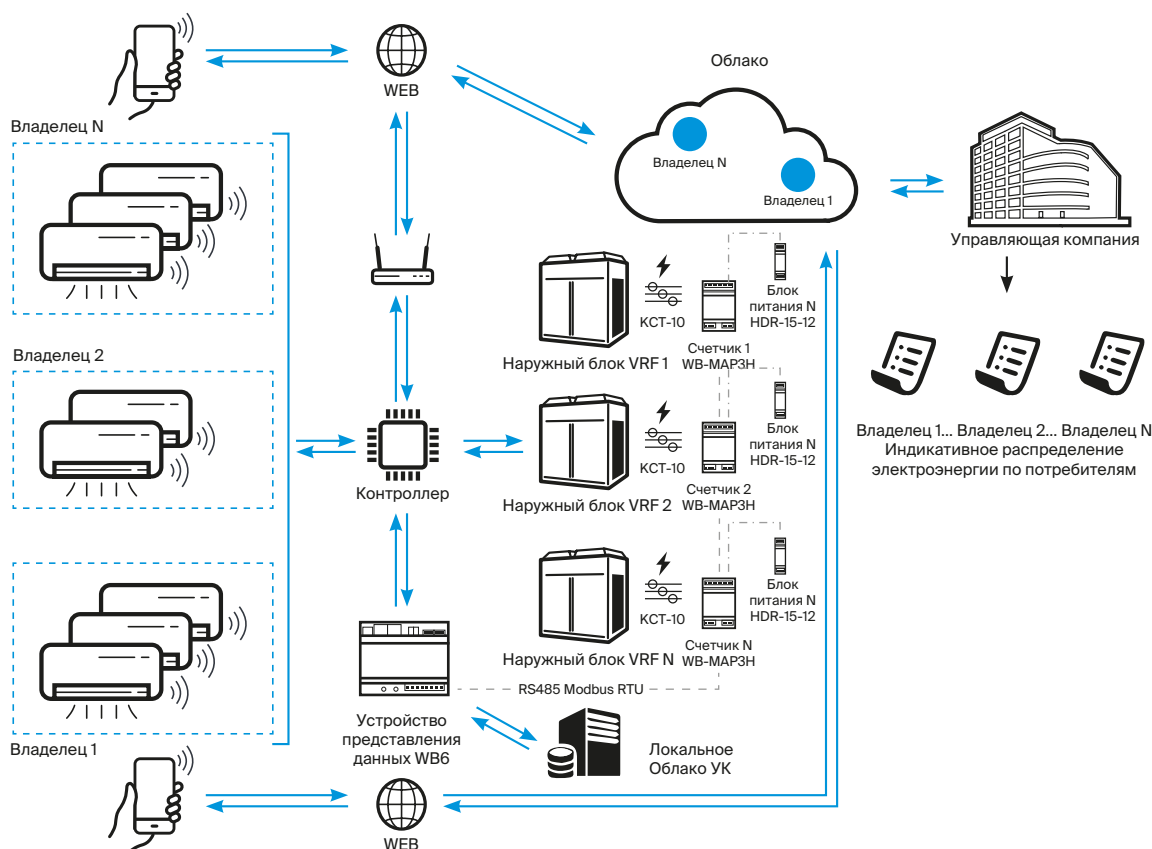 Облако
WEB
Владелец N
Владелец N
Владелец 1
Управляющая компания
КСТ-10
Блок
питания N
HDR-15-12
Наружный блок VRF 1
Счетчик 1
WB-MAP3H
Владелец 2
КСТ-10
Блок
питания N
HDR-15-12
Владелец 1... Владелец 2... Владелец N
Индикативное распределение
электроэнергии по потребителям
Контроллер
Наружный блок VRF 2
Счетчик 2
WB-MAP3H
КСТ-10
Блок
питания N
HDR-15-12
Наружный блок VRF N
Счетчик N
WB-MAP3H
RS485 Modbus RTU
Устройство
представления
данных WB6
Локальное
Облако УК
Владелец 1
WEB